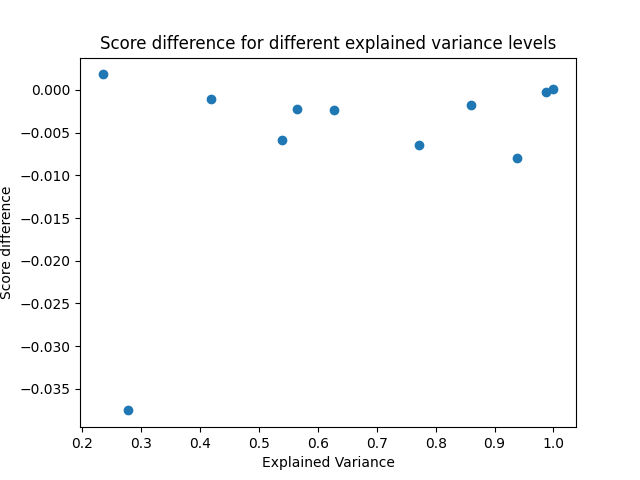 Score difference for different explained variance levels
Score difference
0.000
−0.005
−0.010
−0.015
−0.020
−0.025
−0.030
−0.035
0.2 0.3 0.4 0.5 0.6 0.7 0.8 0.9 1.0
Explained Variance